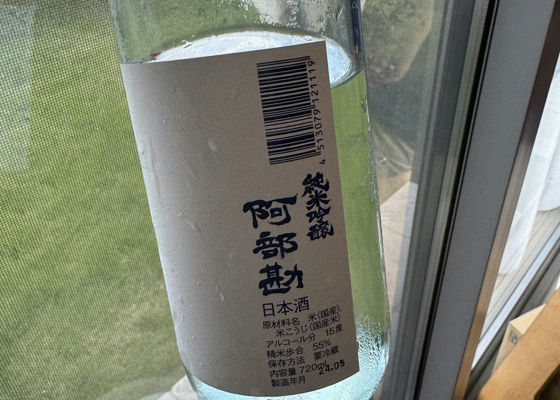 4 513079 121119
純米吟醸
阿部勘
日本酒
原材料名 米(国産)、
米こうじ(国産米)
アルコール分 15度
精米歩合 55%
保存方法 要冷蔵
内容量 720ml
製造年月 24.05